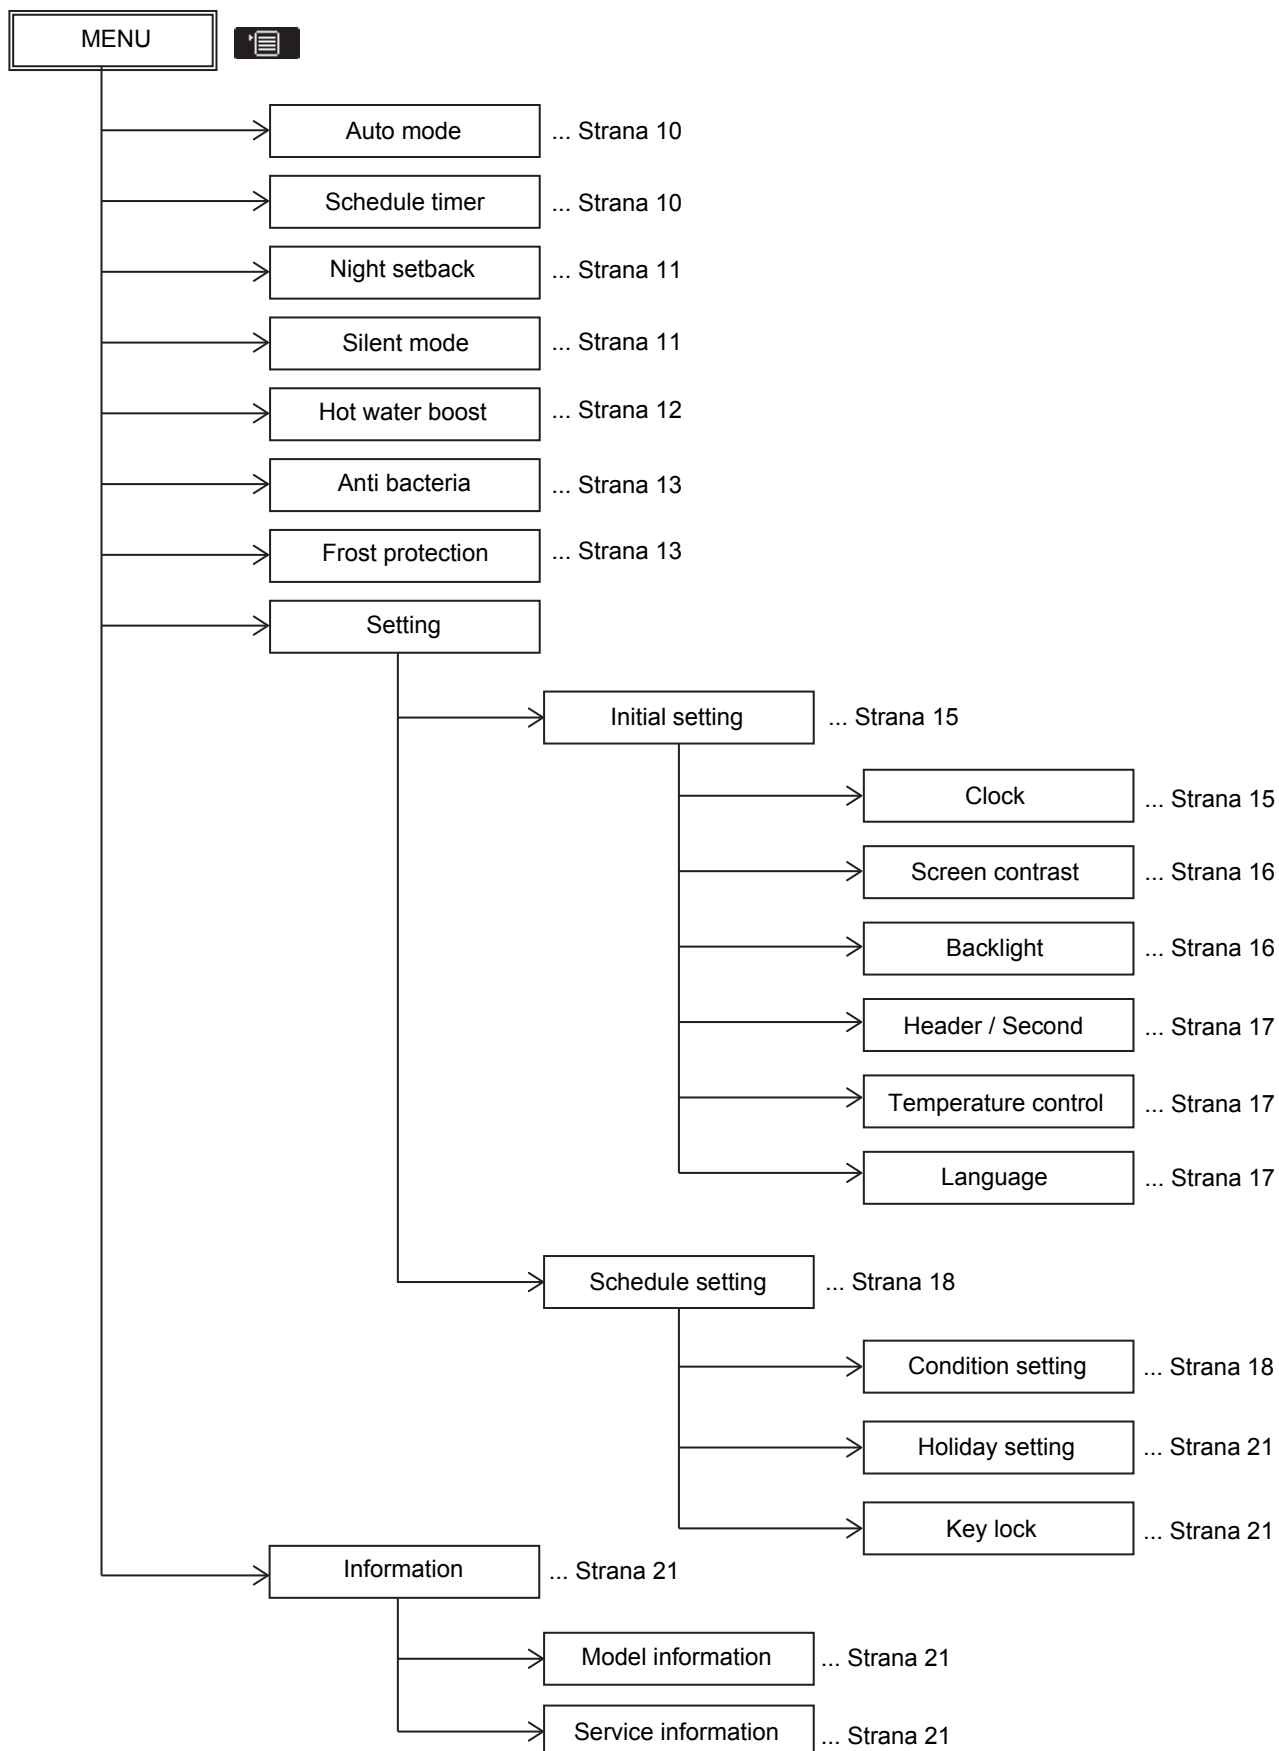 MENU
Auto mode ... Strana 10
Schedule timer ... Strana 10
Night setback ... Strana 11
Silent mode ... Strana 11
Hot water boost ... Strana 12
Anti bacteria ... Strana 13
Frost protection ... Strana 13
Setting
Initial setting ... Strana 15
Clock ... Strana 15
Screen contrast ... Strana 16
Backlight ... Strana 16
Header / Second ... Strana 17
Temperature control ... Strana 17
Language ... Strana 17
Schedule setting ... Strana 18
Condition setting ... Strana 18
Holiday setting ... Strana 21
Key lock ... Strana 21
Information ... Strana 21
Model information ... Strana 21
Service information ... Strana 21